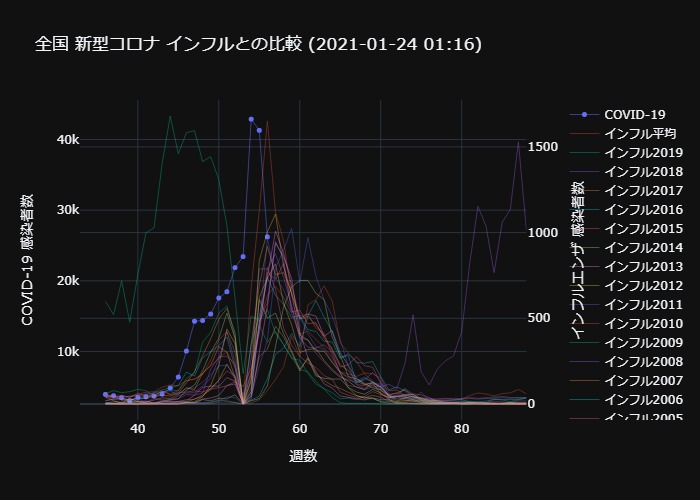 全国 新型コロナ インフルとの比較 (2021-01-24 01:16)
COVID-19 感染者数
40k
30k
20k
10k
40
50
60
70
80
週数
1500
1000
500
0
インフルエンザ 感染者数
COVID-19
インフル平均
インフル2019
インフル2018
インフル2017
インフル2016
インフル2015
インフル2014
インフル2013
インフル2012
インフル2011
インフル2010
インフル2009
インフル2008
インフル2007
インフル2006
インフル2005